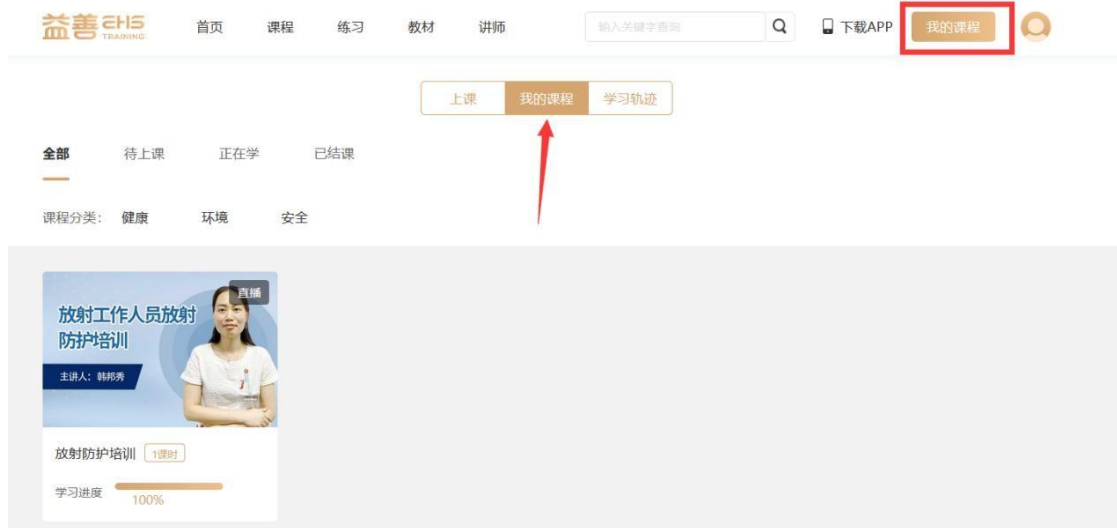 益善 EHS TRAINING 首页 课程 练习 教材 讲师 输入关键字查询 下载APP 我的课程
上课 我的课程 学习轨迹
全部 待上课 正在学 已结课
课程分类： 健康 环境 安全
直播
放射工作人员放射
防护培训
主讲人：韩邦秀
放射防护培训 1课时
学习进度 100%